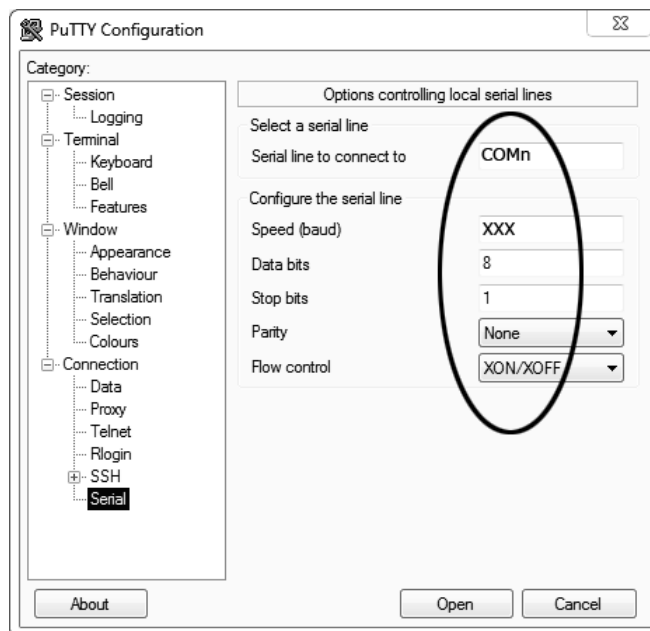 PuTTY Configuration
Category:
Session
Logging
Terminal
Keyboard
Bell
Features
Window
Appearance
Behaviour
Translation
Selection
Colours
Connection
Data
Proxy
Telnet
Rlogin
SSH
Serial
Options controlling local serial lines
Select a serial line
Serial line to connect to COMn
Configure the serial line
Speed (baud) XXX
Data bits 8
Stop bits 1
Parity None
Flow control XON/XOFF
About Open Cancel